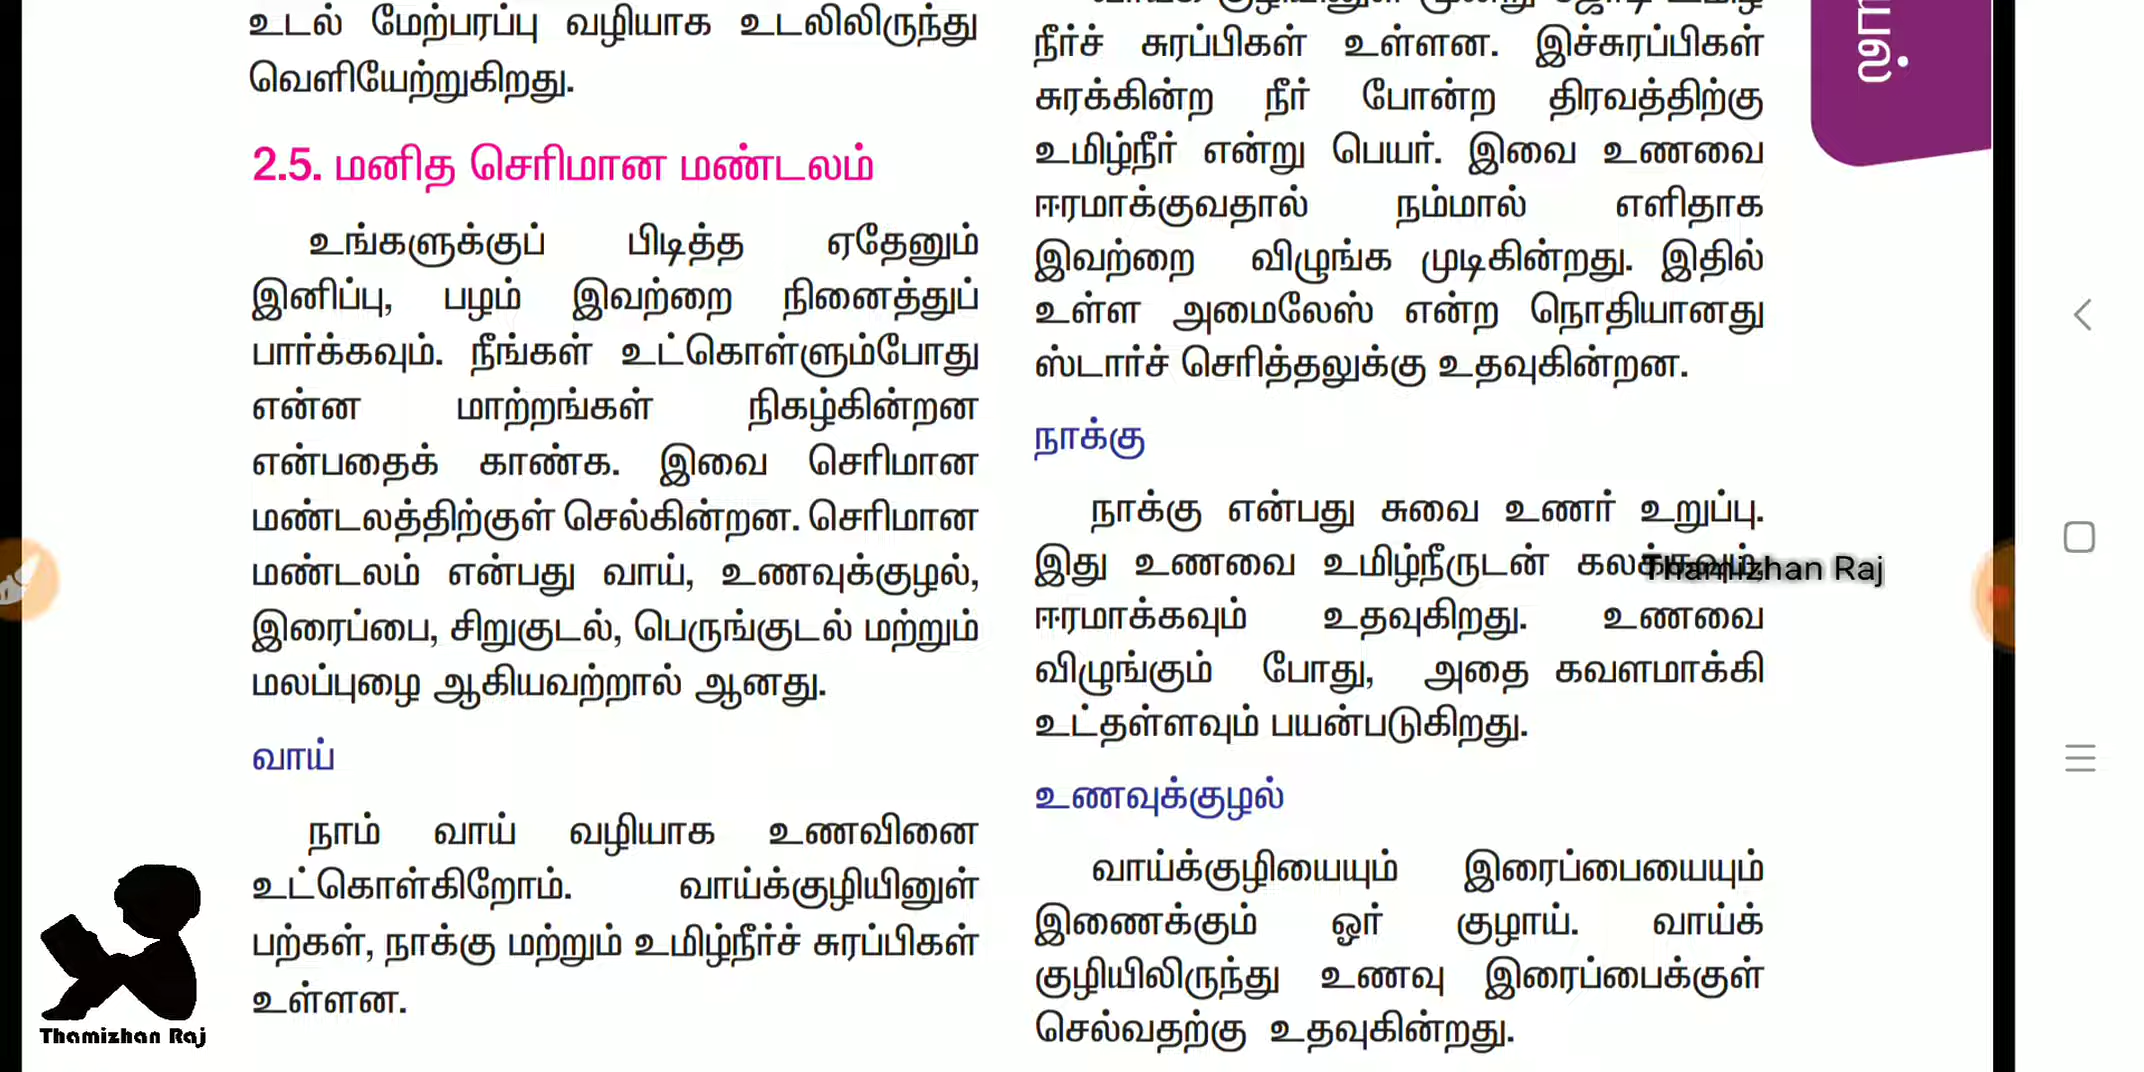 உடல் மேற்பரப்பு வழியாக உடலிலிருந்து
வெளியேற்றுகிறது.
2.5. மனித செரிமான மண்டலம்
உங்களுக்குப் பிடித்த ஏதேனும்
இனிப்பு, பழம் இவற்றை நினைத்துப்
பார்க்கவும். நீங்கள் உட்கொள்ளும்போது
என்ன மாற்றங்கள் நிகழ்கின்றன
என்பதைக் காண்க. இவை செரிமான
மண்டலத்திற்குள் செல்கின்றன. செரிமான
மண்டலம் என்பது வாய், உணவுக்குழல்,
இரைப்பை, சிறுகுடல், பெருங்குடல் மற்றும்
மலப்புழை ஆகியவற்றால் ஆனது.
வாய்
நாம் வாய் வழியாக உணவினை
உட்கொள்கிறோம். வாய்க்குழியினுள்
பற்கள், நாக்கு மற்றும் உமிழ்நீர்ச் சுரப்பிகள்
உள்ளன.
நீர்ச் சுரப்பிகள் உள்ளன. இச்சுரப்பிகள்
சுரக்கின்ற நீர் போன்ற திரவத்திற்கு
உமிழ்நீர் என்று பெயர். இவை உணவை
ஈரமாக்குவதால் நம்மால் எளிதாக
இவற்றை விழுங்க முடிகின்றது. இதில்
உள்ள அமைலேஸ் என்ற நொதியானது
ஸ்டார்ச் செரித்தலுக்கு உதவுகின்றன.
நாக்கு
நாக்கு என்பது சுவை உணர் உறுப்பு.
இது உணவை உமிழ்நீருடன் கலக்கவும்,
ஈரமாக்கவும் உதவுகிறது. உணவை
விழுங்கும் போது, அதை கவளமாக்கி
உட்தள்ளவும் பயன்படுகிறது.
உணவுக்குழல்
வாய்க்குழியையும் இரைப்பையையும்
இணைக்கும் ஓர் குழாய். வாய்க்
குழியிலிருந்து உணவு இரைப்பைக்குள்
செல்வதற்கு உதவுகின்றது.
Thamizhan Raj
Thamizhan Raj